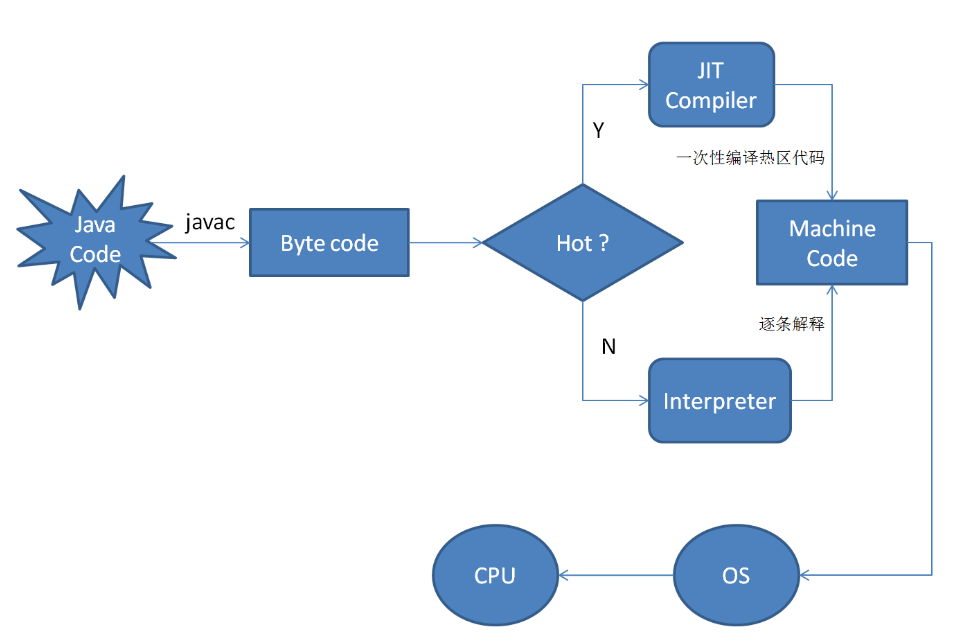 Java
Code
javac
Byte code
Hot ?
Y
JIT
Compiler
一次性编译热区代码
Machine
Code
逐条解释
N
Interpreter
CPU
OS